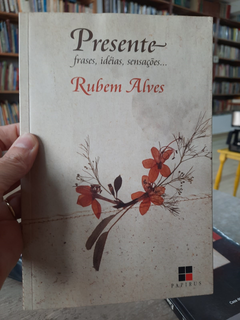 Presente
frases, idéias, sensações...
Rubem Alves
PAPIRUS